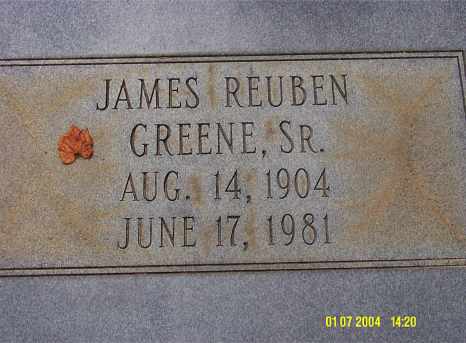 JAMES REUBEN
GREENE, SR.
AUG. 14, 1904
JUNE 17, 1981
01 07 2004 14:20